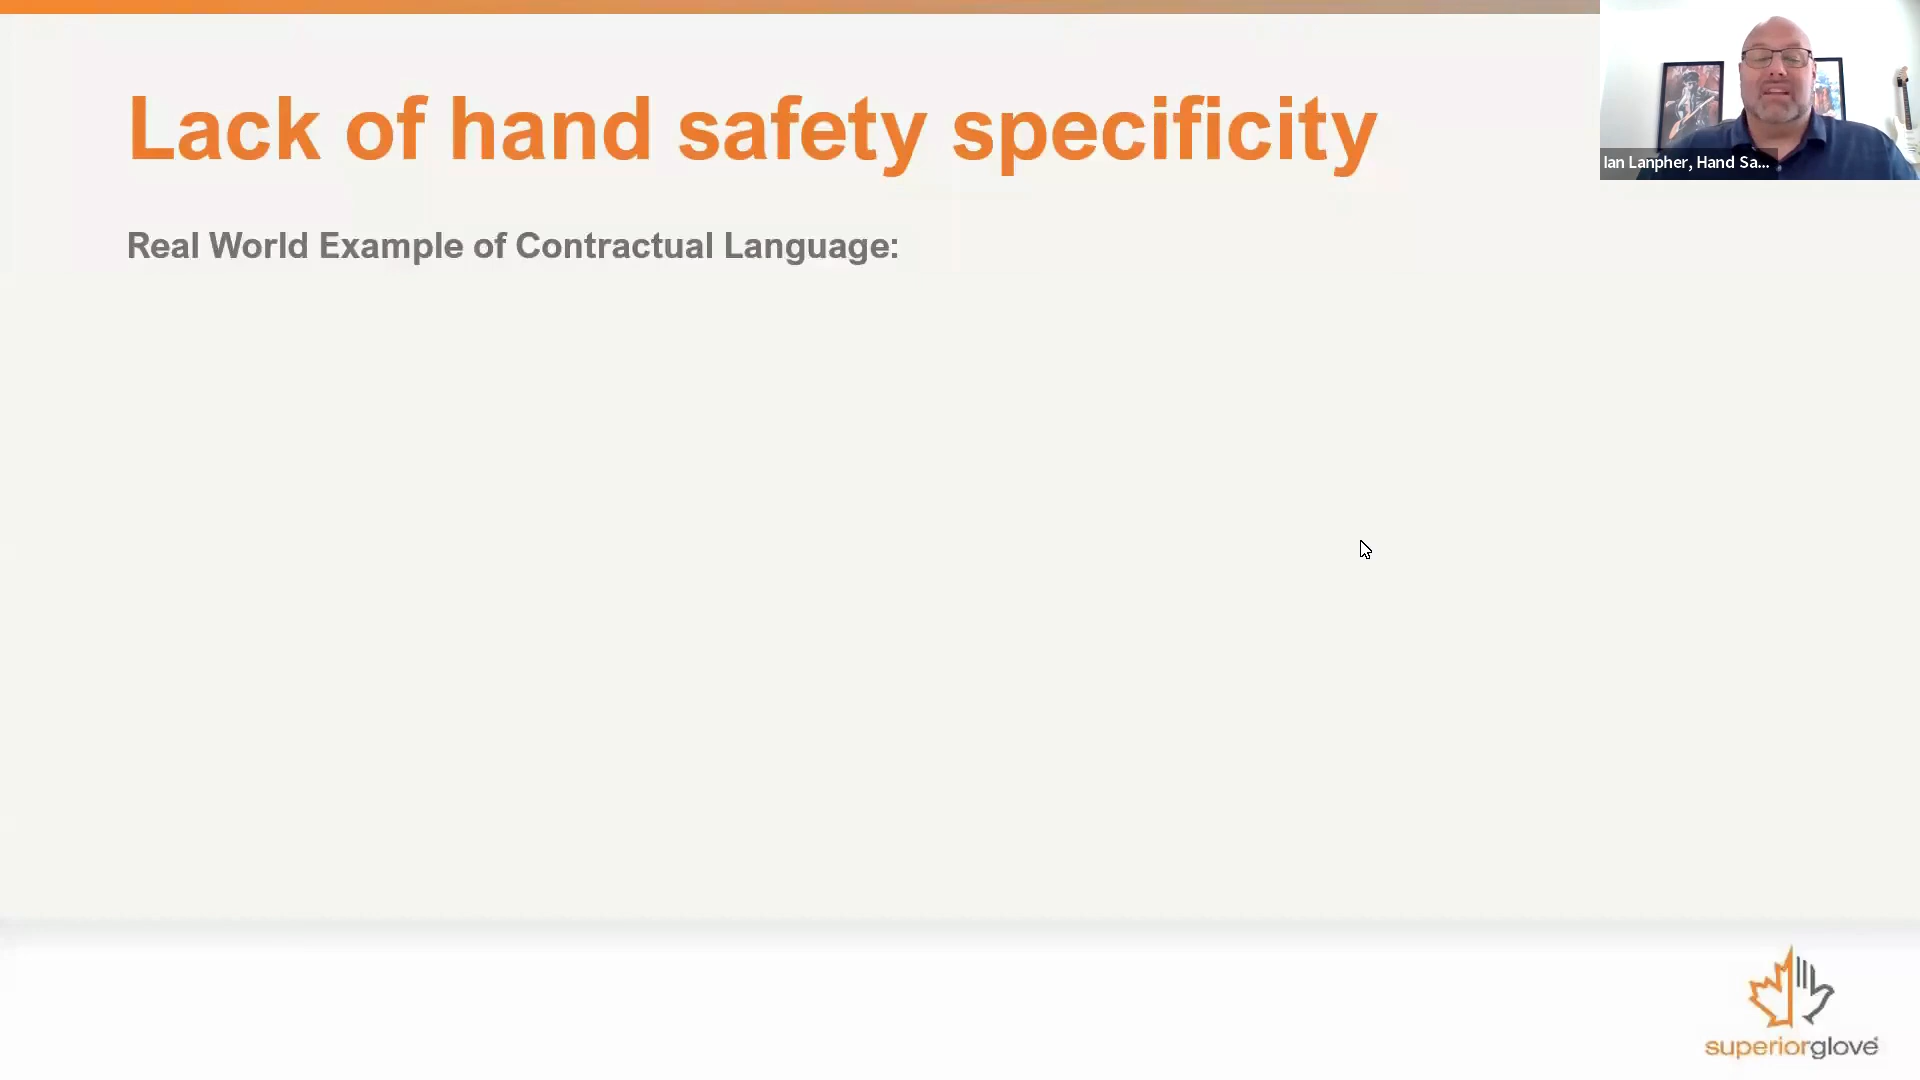 Lack of hand safety specificity
Ian Lanpher, Hand Sa...
Real World Example of Contractual Language:
superiorglove